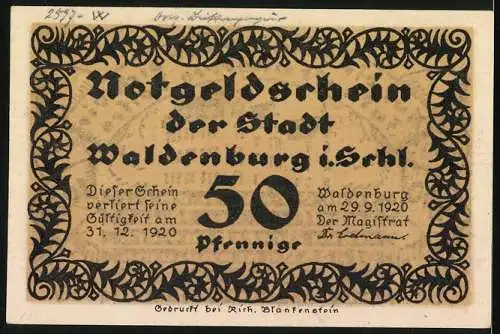 Notgeldschein
der Stadt
Waldenburg i. Schl.
Dieser Schein
verliert seine
Gültigkeit am
31. 12. 1920
50
Pfennige
Waldenburg
am 29. 9. 1920
Der Magistrat
Gedruckt bei Rich. Blankenstein